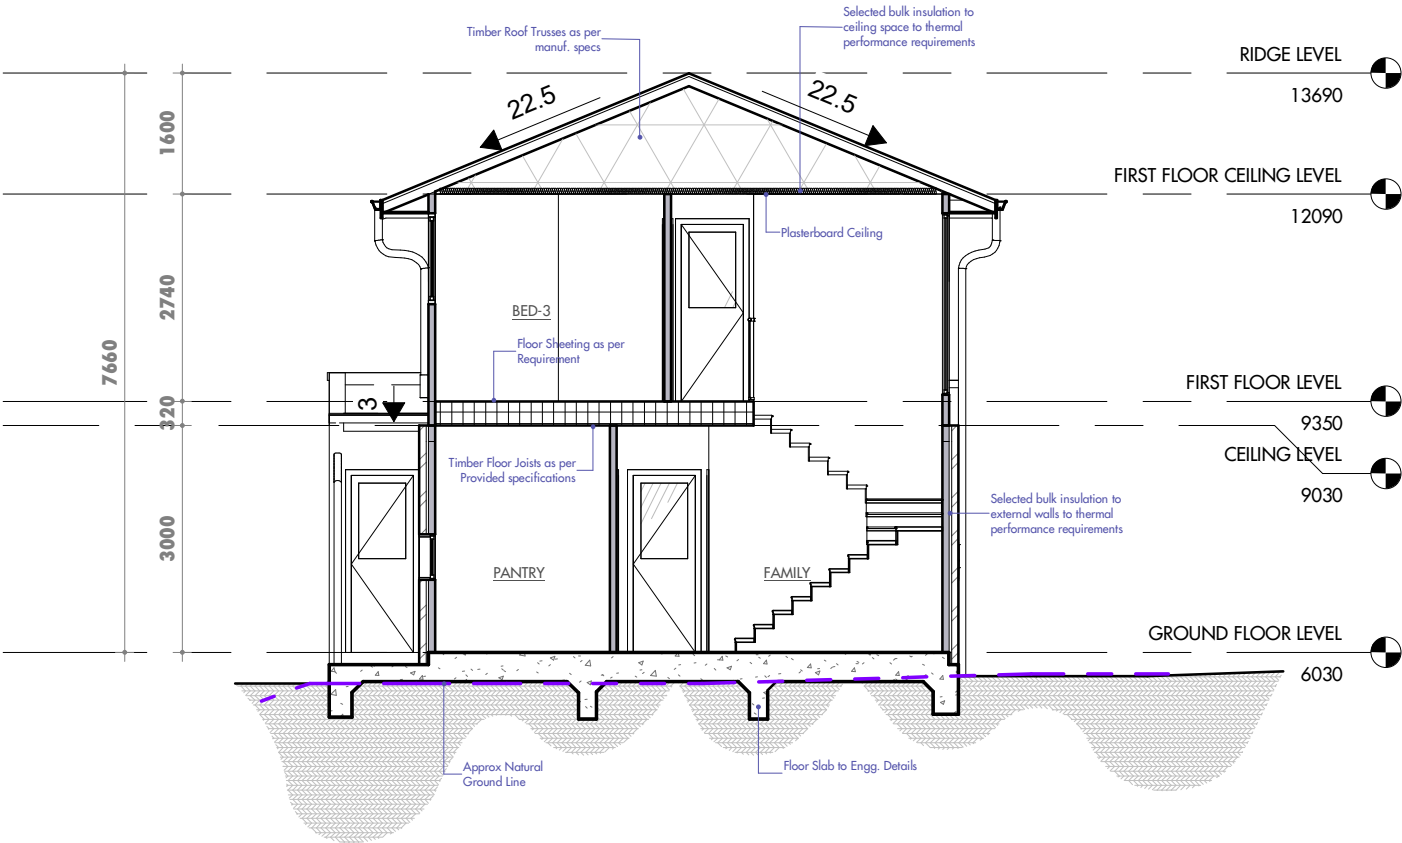 Timber Roof Trusses as per
manuf. specs
Selected bulk insulation to
ceiling space to thermal
performance requirements
RIDGE LEVEL
13690
22.5
22.5
1600
FIRST FLOOR CEILING LEVEL
12090
Plasterboard Ceiling
2740
BED-3
Floor Sheeting as per
Requirement
7660
FIRST FLOOR LEVEL
9350
3
320
CEILING LEVEL
9030
Timber Floor Joists as per
Provided specifications
Selected bulk insulation to
external walls to thermal
performance requirements
3000
PANTRY
FAMILY
GROUND FLOOR LEVEL
6030
Approx Natural
Ground Line
Floor Slab to Engg. Details